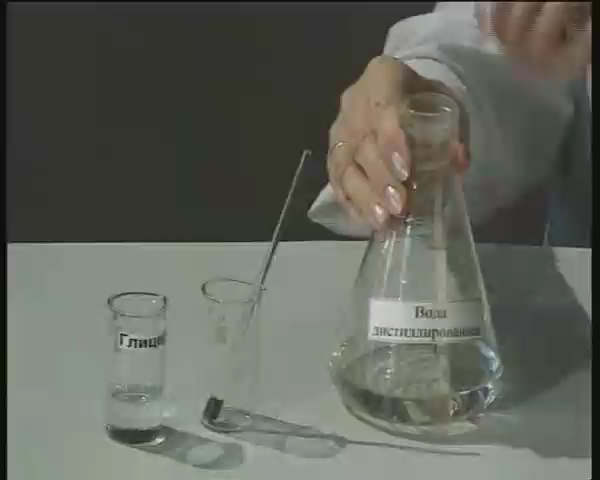 Глице
Вода
дистиллированная